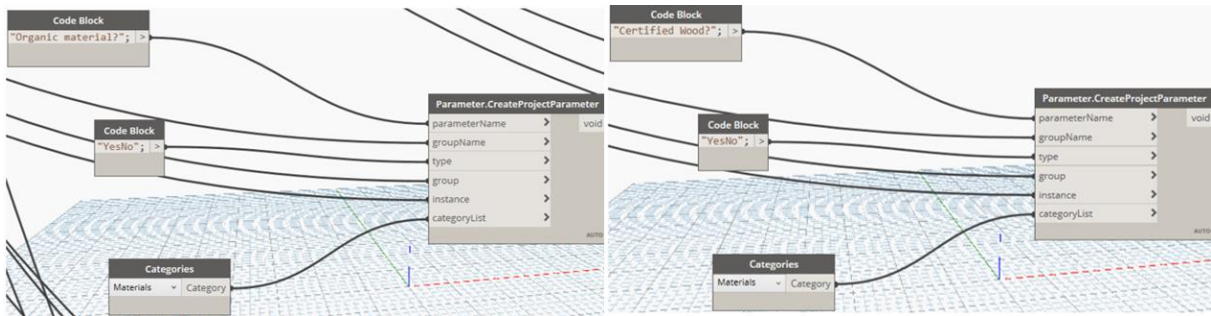 Code Block
"Organic material?"; >
Parameter.CreateProjectParameter
parameterName >
void
groupName >
Code Block
"YesNo"; >
type >
group >
instance >
categoryList >
AUTO
Categories
Materials Category
Code Block
"Certified Wood?"; >
Parameter.CreateProjectParameter
parameterName >
void
groupName >
Code Block
"YesNo"; >
type >
group >
instance >
categoryList >
AUTO
Categories
Materials Category